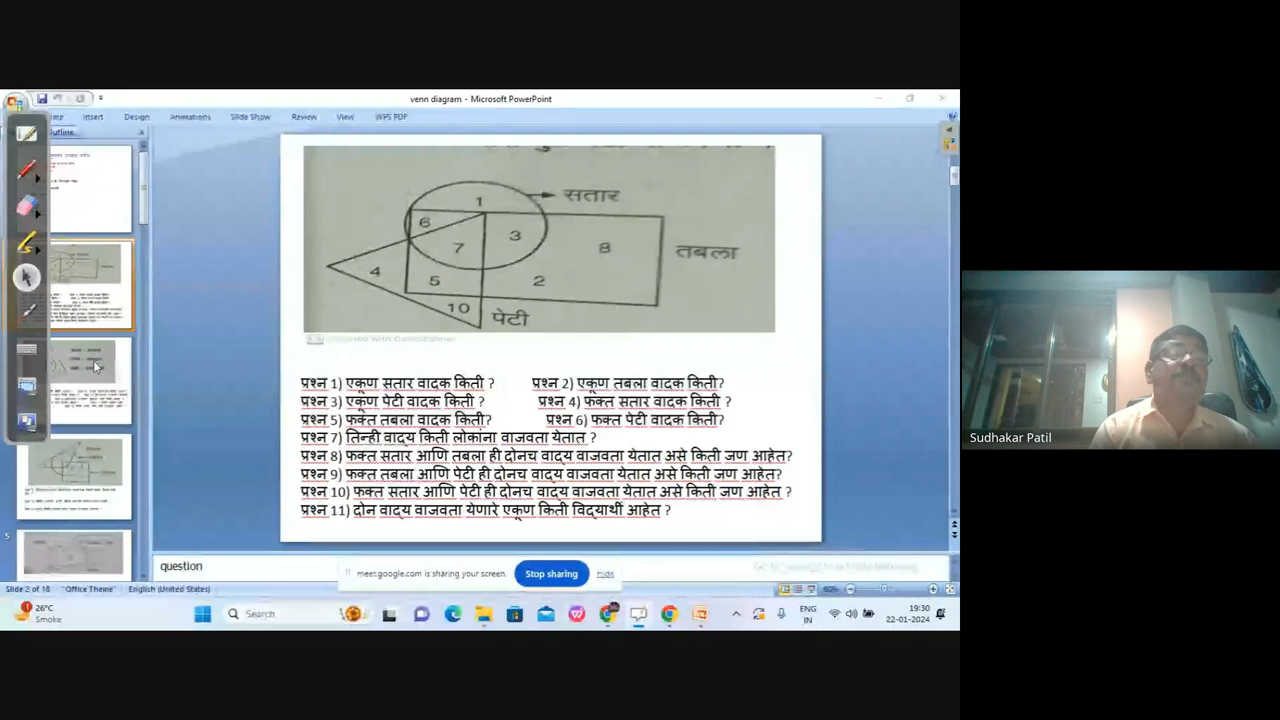 venn diagram - Microsoft PowerPoint
Insert Design Animations Slide Show Review View WPS PDF
Outline
1 सतार
6 3 8 तबला
7
4 5 2
10 पेटी
प्रश्न 1) एकूण सतार वादक किती ? प्रश्न 2) एकूण तबला वादक किती?
प्रश्न 3) एकूण पेटी वादक किती ? प्रश्न 4) फक्त सतार वादक किती ?
प्रश्न 5) फक्त तबला वादक किती? प्रश्न 6) फक्त पेटी वादक किती?
प्रश्न 7) तिन्ही वाद्य किती लोकांना वाजवता येतात ?
प्रश्न 8) फक्त सतार आणि तबला ही दोनच वाद्य वाजवता येतात असे किती जण आहेत?
प्रश्न 9) फक्त तबला आणि पेटी ही दोनच वाद्य वाजवता येतात असे किती जण आहेत?
प्रश्न 10) फक्त सतार आणि पेटी ही दोनच वाद्य वाजवता येतात असे किती जण आहेत ?
प्रश्न 11) दोन वाद्य वाजवता येणारे एकूण किती विद्यार्थी आहेत ?
Sudhakar Patil
5
question
meet.google.com is sharing your screen. Stop sharing Hide
Slide 2 of 18 "Office Theme" English (United States)
26°C
Smoke
Search
ENG
IN
19:30
22-01-2024